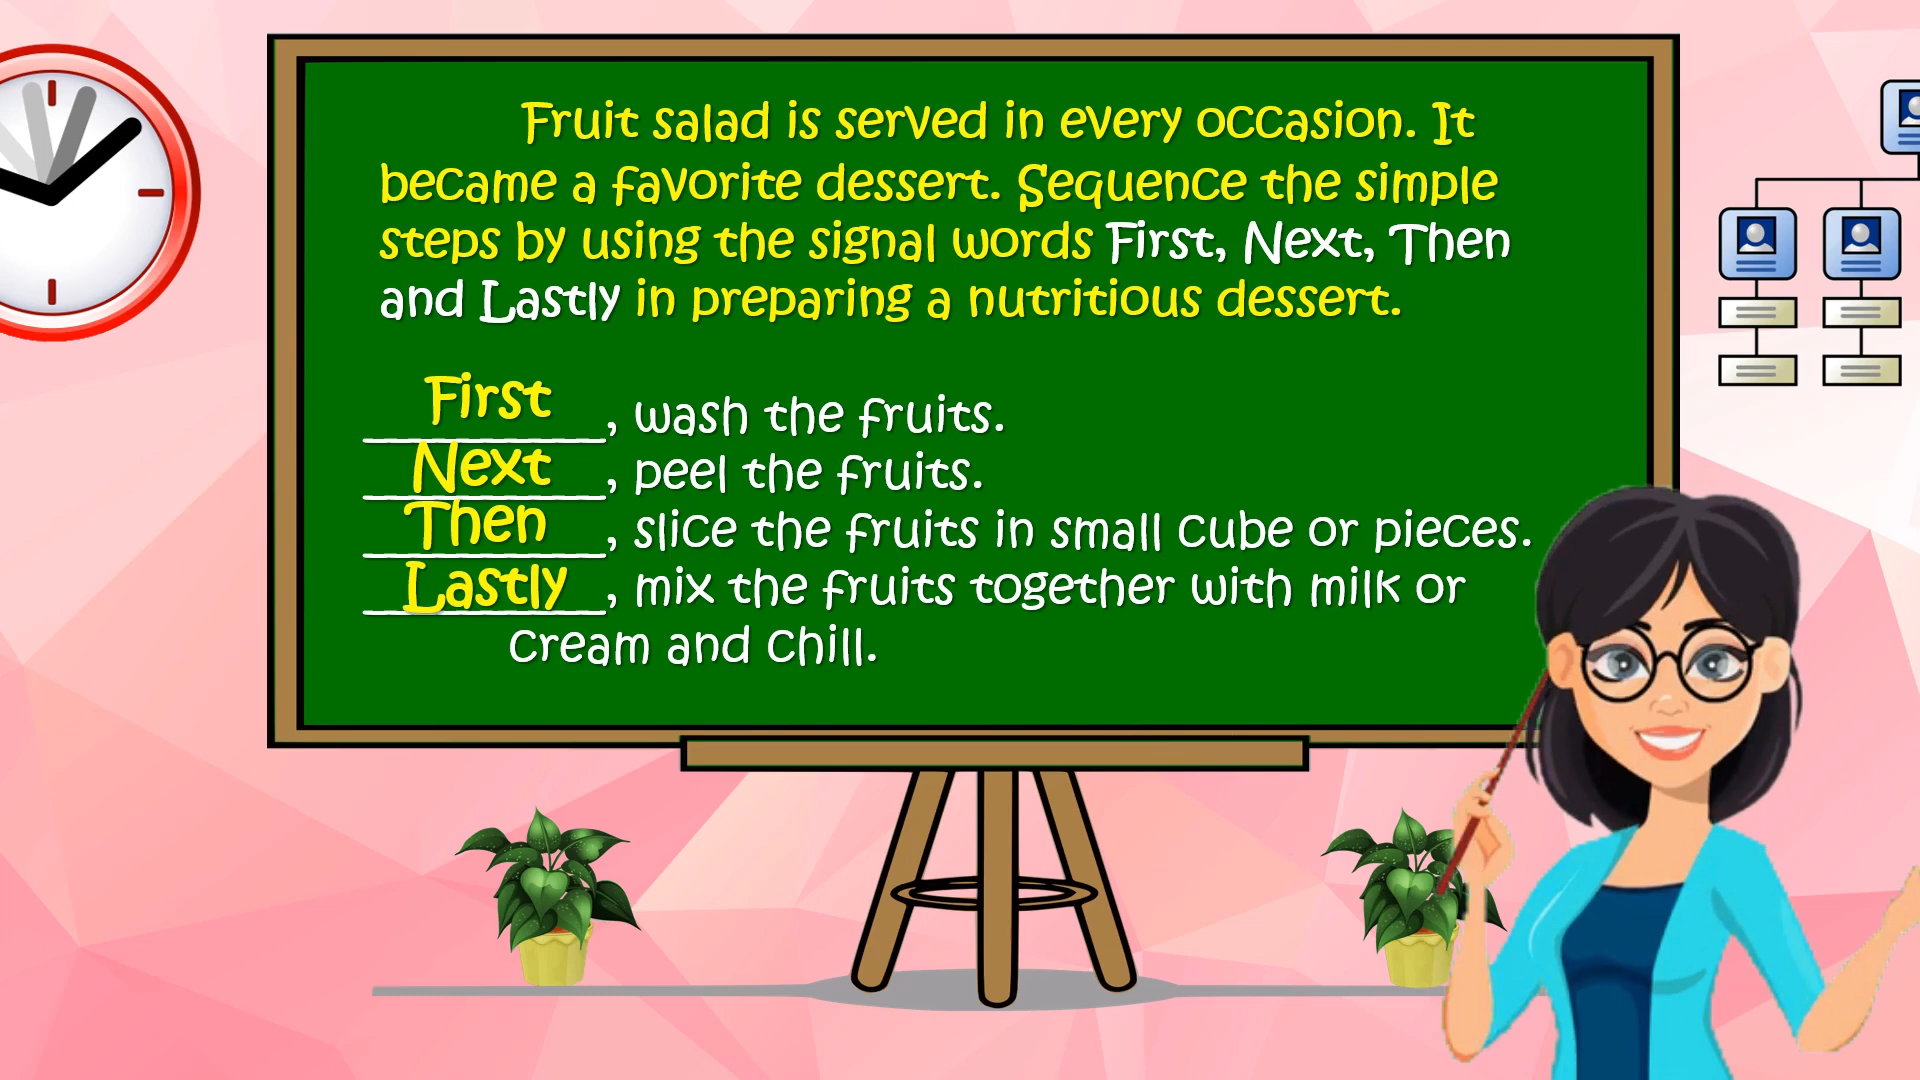 Fruit salad is served in every occasion. It
became a favorite dessert. Sequence the simple
steps by using the signal words First, Next, Then
and Lastly in preparing a nutritious dessert.
First, wash the fruits.
Next, peel the fruits.
Then, slice the fruits in small cube or pieces.
Lastly, mix the fruits together with milk or
cream and chill.